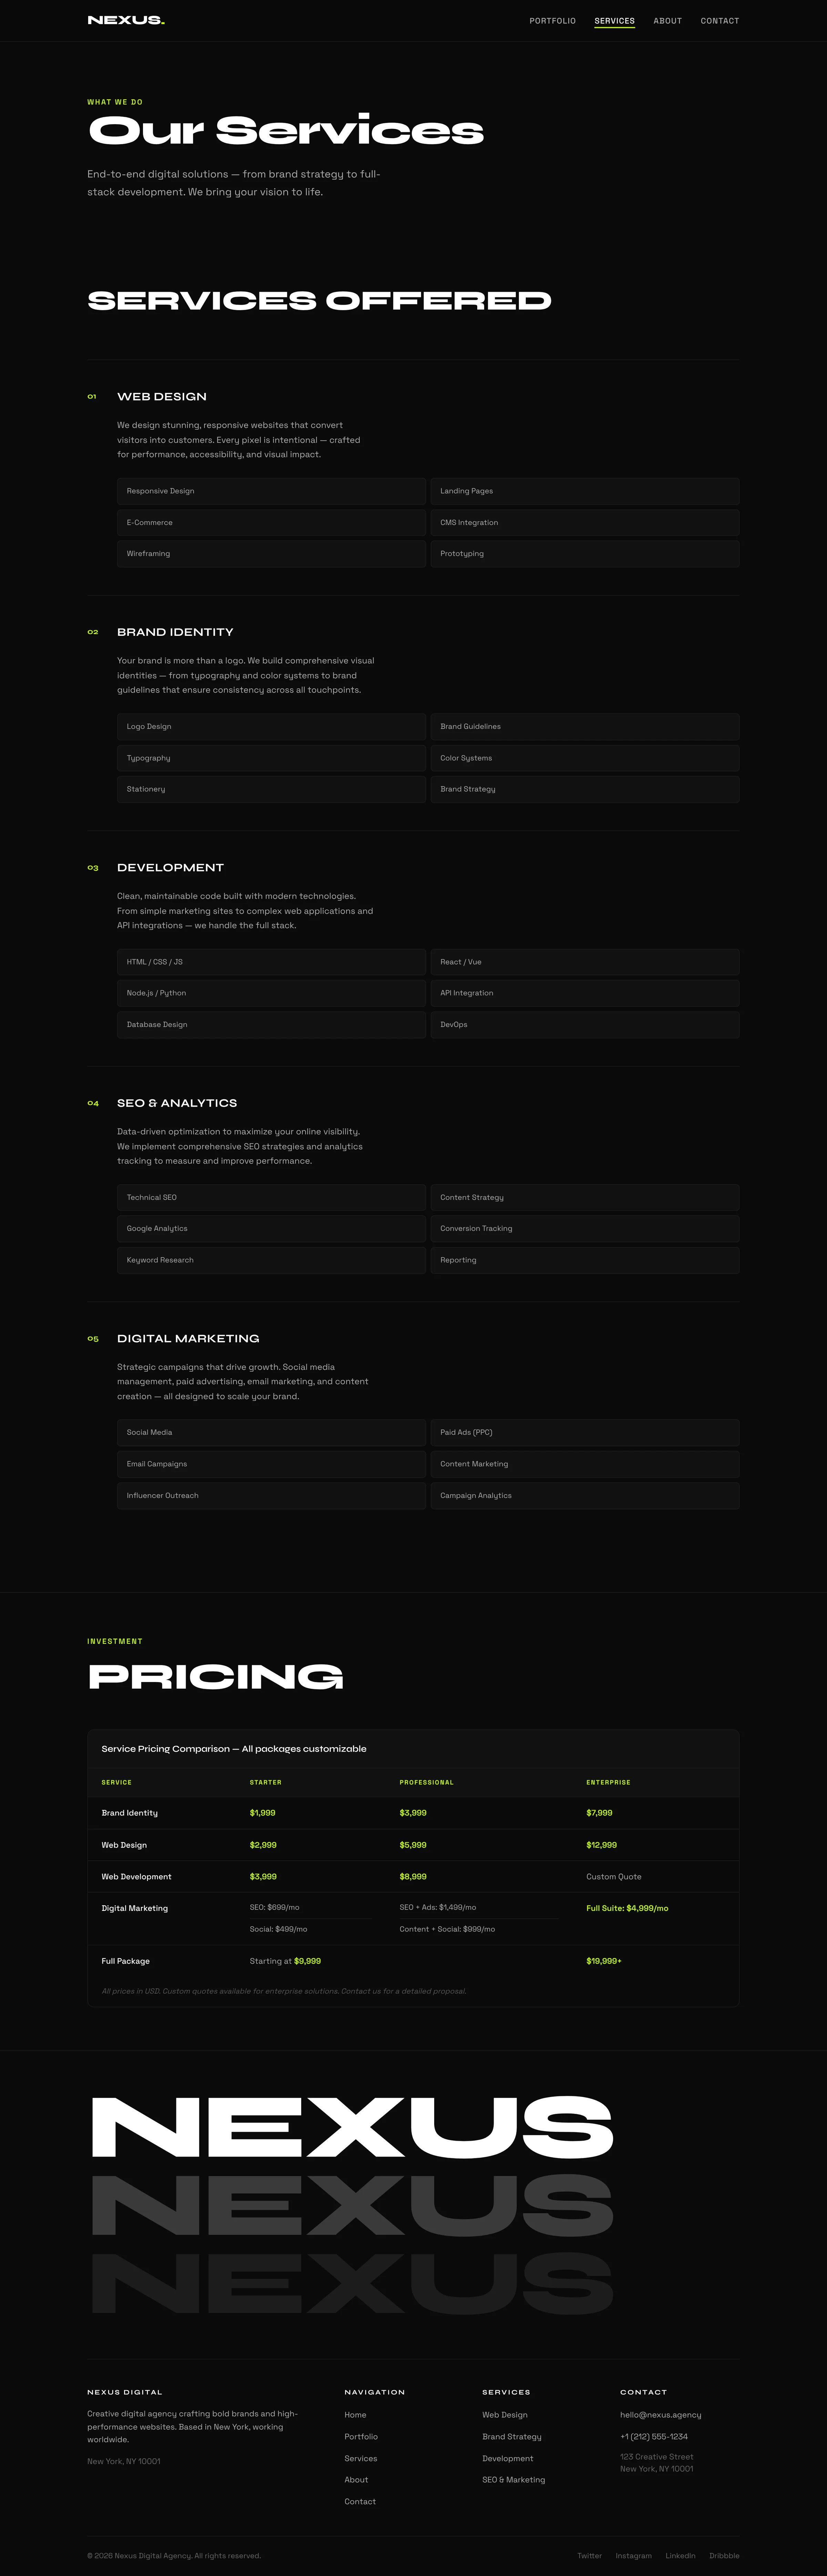 NEXUS.
PORTFOLIO SERVICES ABOUT CONTACT
WHAT WE DO
Our Services
End-to-end digital solutions — from brand strategy to full-
stack development. We bring your vision to life.
SERVICES OFFERED
01 WEB DESIGN
We design stunning, responsive websites that convert
visitors into customers. Every pixel is intentional — crafted
for performance, accessibility, and visual impact.
Responsive Design Landing Pages
E-Commerce CMS Integration
Wireframing Prototyping
02 BRAND IDENTITY
Your brand is more than a logo. We build comprehensive visual
identities — from typography and color systems to brand
guidelines that ensure consistency across all touchpoints.
Logo Design Brand Guidelines
Typography Color Systems
Stationery Brand Strategy
03 DEVELOPMENT
Clean, maintainable code built with modern technologies.
From simple marketing sites to complex web applications and
API integrations — we handle the full stack.
HTML / CSS / JS React / Vue
Node.js / Python API Integration
Database Design DevOps
04 SEO & ANALYTICS
Data-driven optimization to maximize your online visibility.
We implement comprehensive SEO strategies and analytics
tracking to measure and improve performance.
Technical SEO Content Strategy
Google Analytics Conversion Tracking
Keyword Research Reporting
05 DIGITAL MARKETING
Strategic campaigns that drive growth. Social media
management, paid advertising, email marketing, and content
creation — all designed to scale your brand.
Social Media Paid Ads (PPC)
Email Campaigns Content Marketing
Influencer Outreach Campaign Analytics
INVESTMENT
PRICING
Service Pricing Comparison — All packages customizable
SERVICE STARTER PROFESSIONAL ENTERPRISE
Brand Identity $1,999 $3,999 $7,999
Web Design $2,999 $5,999 $12,999
Web Development $3,999 $8,999 Custom Quote
Digital Marketing SEO: $699/mo SEO + Ads: $1,499/mo Full Suite: $4,999/mo
Social: $499/mo Content + Social: $999/mo
Full Package Starting at $9,999 $19,999+
All prices in USD. Custom quotes available for enterprise solutions. Contact us for a detailed proposal.
NEXUS
NEXUS
NEXUS
NEXUS DIGITAL
Creative digital agency crafting bold brands and high-
performance websites. Based in New York, working
worldwide.
New York, NY 10001
NAVIGATION
Home
Portfolio
Services
About
Contact
SERVICES
Web Design
Brand Strategy
Development
SEO & Marketing
CONTACT
hello@nexus.agency
+1 (212) 555-1234
123 Creative Street
New York, NY 10001
© 2026 Nexus Digital Agency. All rights reserved.
Twitter Instagram LinkedIn Dribbble